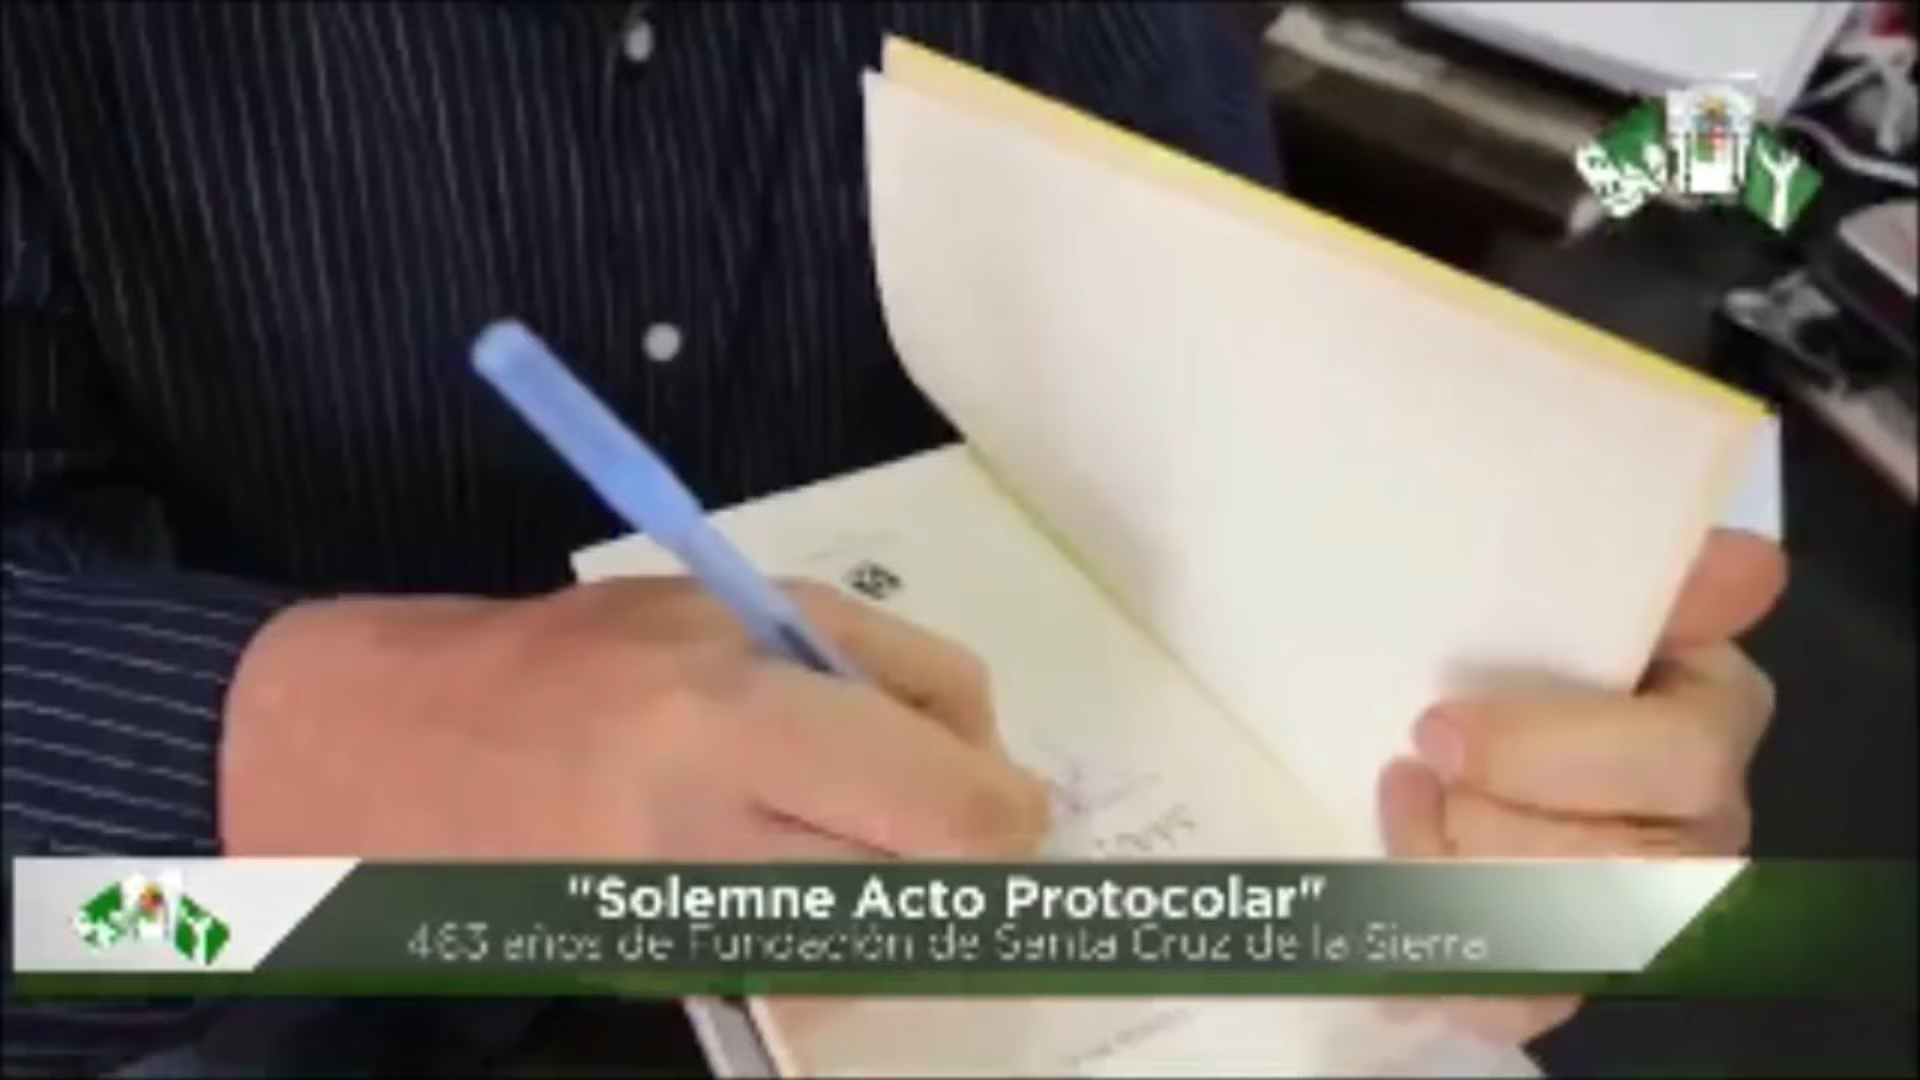 "Solemne Acto Protocolar"
463 años de Fundación de Santa Cruz de la Sierra